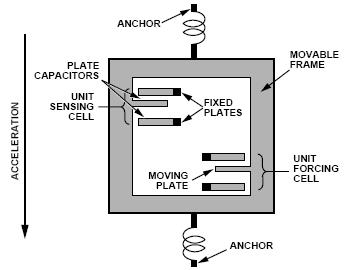 ANCHOR
MOVABLE
FRAME
PLATE
CAPACITORS
UNIT
SENSING
CELL
FIXED
PLATES
ACCELERATION
MOVING
PLATE
UNIT
FORCING
CELL
ANCHOR